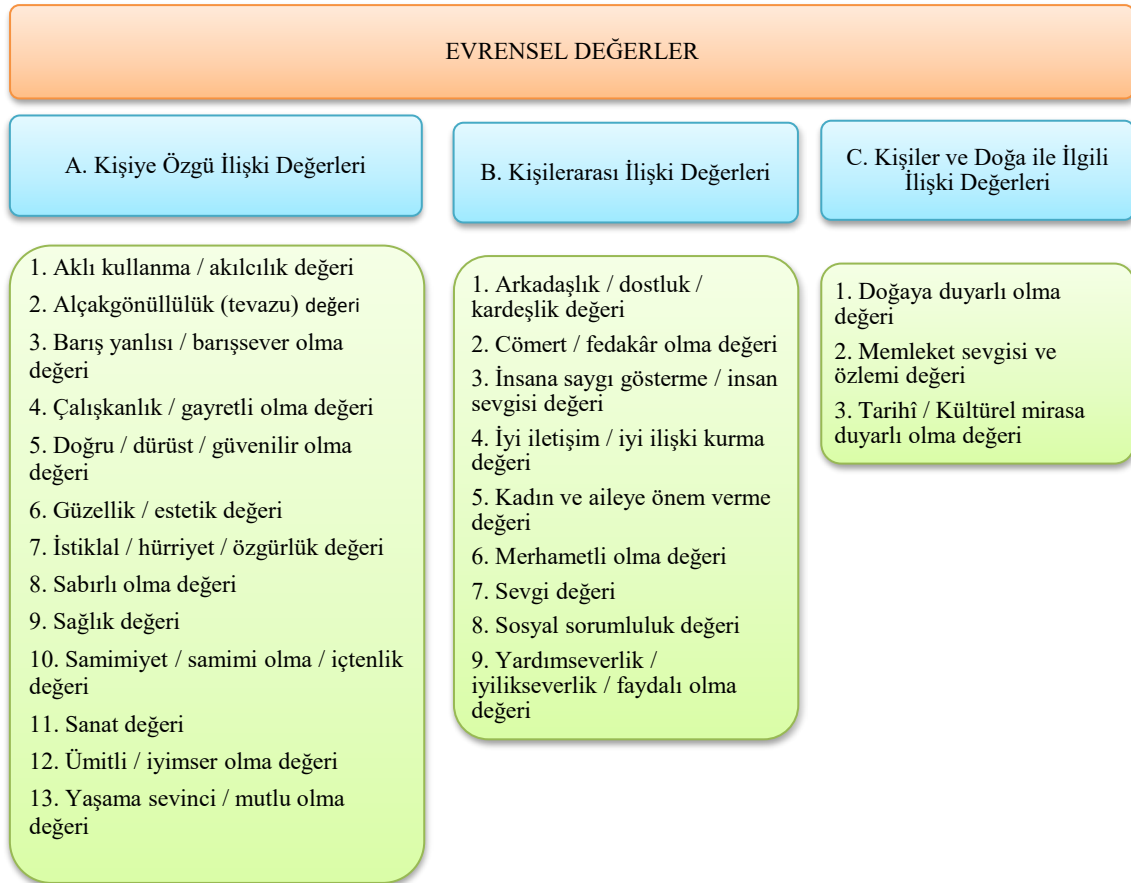 EVRENSEL DEĞERLER
A. Kişiye Özgü İlişki Değerleri
1. Aklı kullanma / akılcılık değeri
2. Alçakgönüllülük (tevazu) değeri
3. Barış yanlısı / barışsever olma
değeri
4. Çalışkanlık / gayretli olma değeri
5. Doğru / dürüst / güvenilir olma
değeri
6. Güzellik / estetik değeri
7. İstiklal / hürriyet / özgürlük değeri
8. Sabırlı olma değeri
9. Sağlık değeri
10. Samimiyet / samimi olma / içtenlik
değeri
11. Sanat değeri
12. Ümitli / iyimser olma değeri
13. Yaşama sevinci / mutlu olma
değeri
B. Kişilerarası İlişki Değerleri
1. Arkadaşlık / dostluk /
kardeşlik değeri
2. Cömert / fedakâr olma değeri
3. İnsana saygı gösterme / insan
sevgisi değeri
4. İyi iletişim / iyi ilişki kurma
değeri
5. Kadın ve aileye önem verme
değeri
6. Merhametli olma değeri
7. Sevgi değeri
8. Sosyal sorumluluk değeri
9. Yardımseverlik /
iyilikseverlik / faydalı olma
değeri
C. Kişiler ve Doğa ile İlgili
İlişki Değerleri
1. Doğaya duyarlı olma
değeri
2. Memleket sevgisi ve
özlemi değeri
3. Tarihî / Kültürel mirasa
duyarlı olma değeri